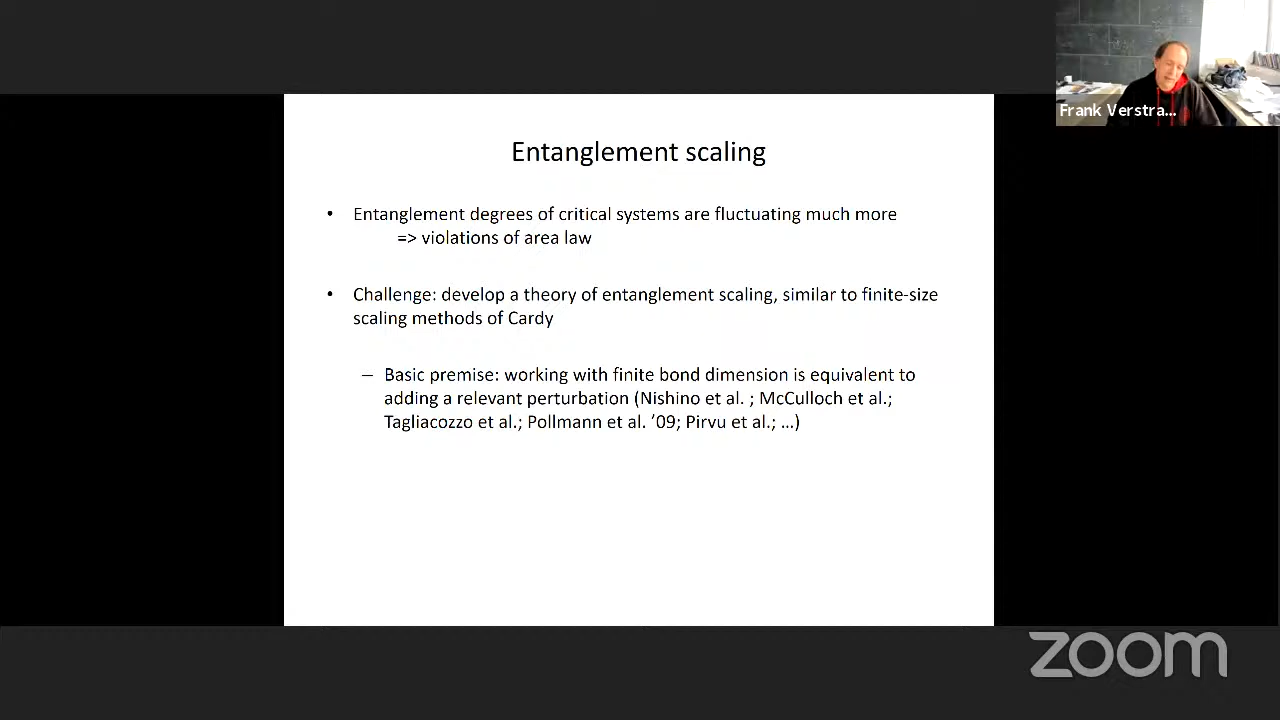 Frank Verstra...
Entanglement scaling
• Entanglement degrees of critical systems are fluctuating much more
=> violations of area law
• Challenge: develop a theory of entanglement scaling, similar to finite-size
scaling methods of Cardy
– Basic premise: working with finite bond dimension is equivalent to
adding a relevant perturbation (Nishino et al. ; McCulloch et al.;
Tagliacozzo et al.; Pollmann et al. ’09; Pirvu et al.; …)
zoom